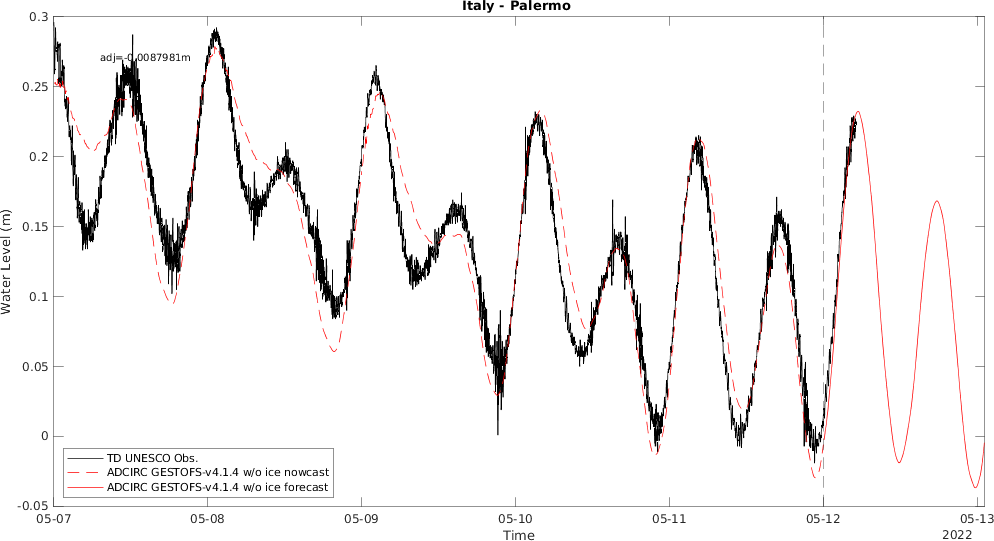 Italy - Palermo
0.3
0.25
0.2
0.15
0.1
0.05
0
-0.05
adj=-0.0087981m
Water Level (m)
TD UNESCO Obs.
ADCIRC GESTOFS-v4.1.4 w/o ice nowcast
ADCIRC GESTOFS-v4.1.4 w/o ice forecast
05-07 05-08 05-09 05-10 05-11 05-12 05-13
Time
2022